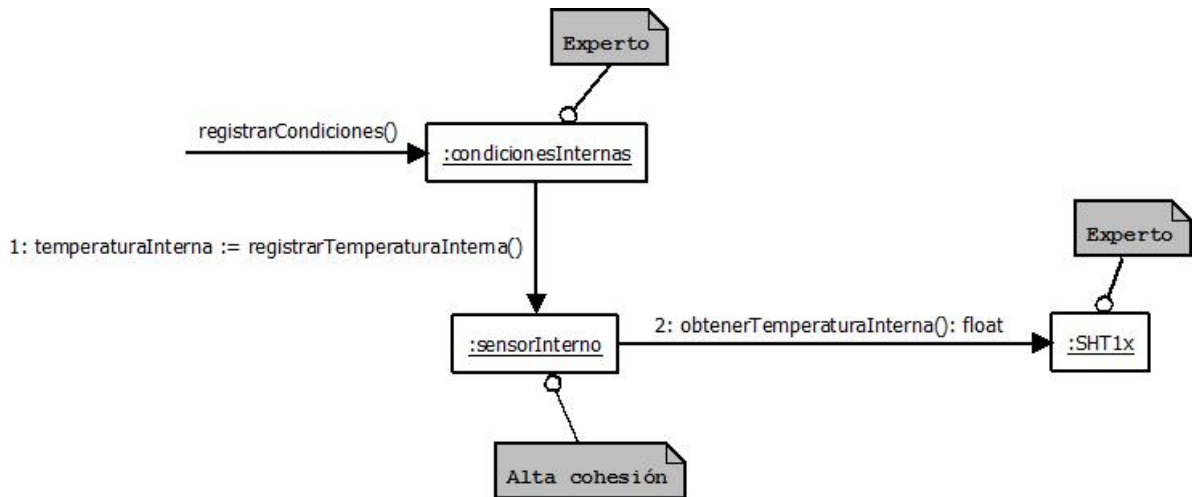 Experto
registrarCondiciones()
:condicionesInternas
1: temperaturaInterna := registrarTemperaturaInterna()
Experto
:sensorInterno
2: obtenerTemperaturaInterna(): float
:SHT1x
Alta cohesión